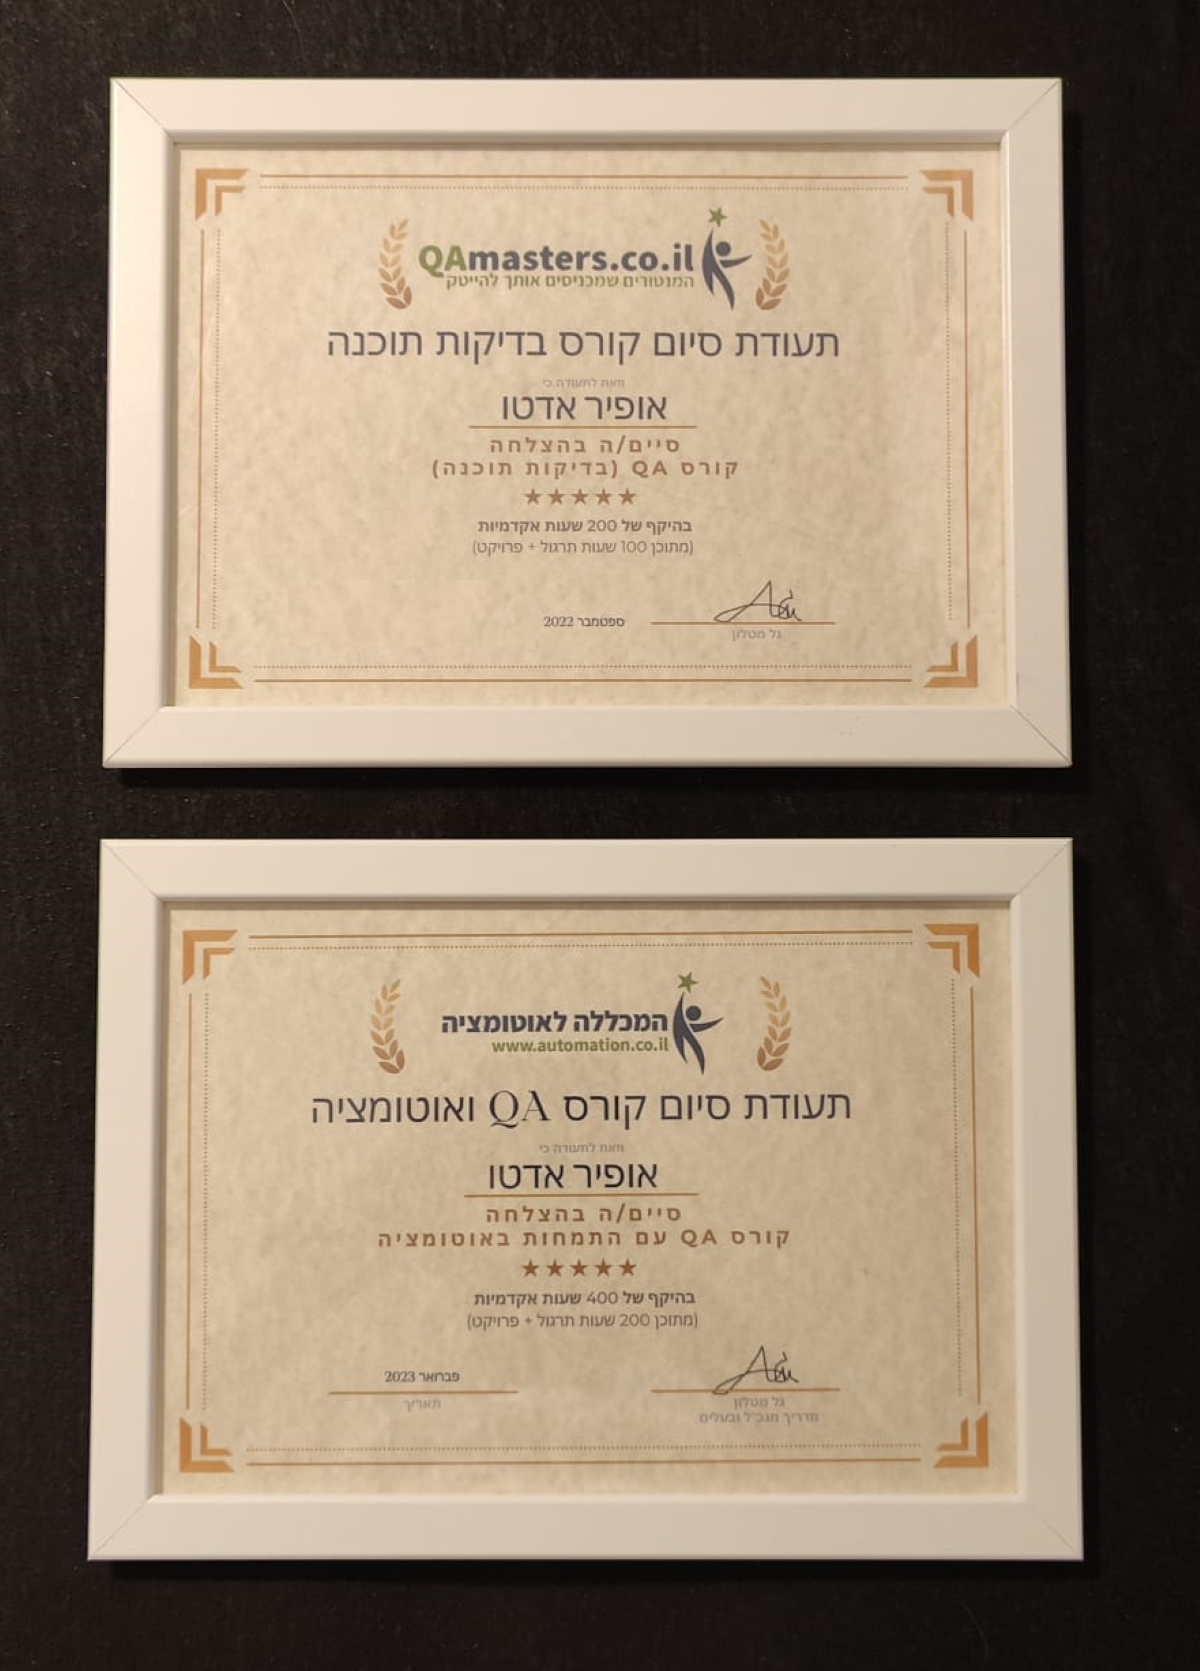 QAmasters.co.il
המנטורים שמכניסים אותך להייטק
תעודת סיום קורס בדיקות תוכנה
וזאת לתעודה כי
אופיר אדטו
סיים/ה בהצלחה
קורס QA (בדיקות תוכנה)
בהיקף של 200 שעות אקדמיות
(מתוכן 100 שעות תרגול + פרויקט)
ספטמבר 2022
גל מטלון
המכללה לאוטומציה
www.automation.co.il
תעודת סיום קורס QA ואוטומציה
וזאת לתעודה כי
אופיר אדטו
סיים/ה בהצלחה
קורס QA עם התמחות באוטומציה
בהיקף של 400 שעות אקדמיות
(מתוכן 200 שעות תרגול + פרויקט)
פברואר 2023
תאריך
גל מטלון
מדריך מנכ"ל ובעלים